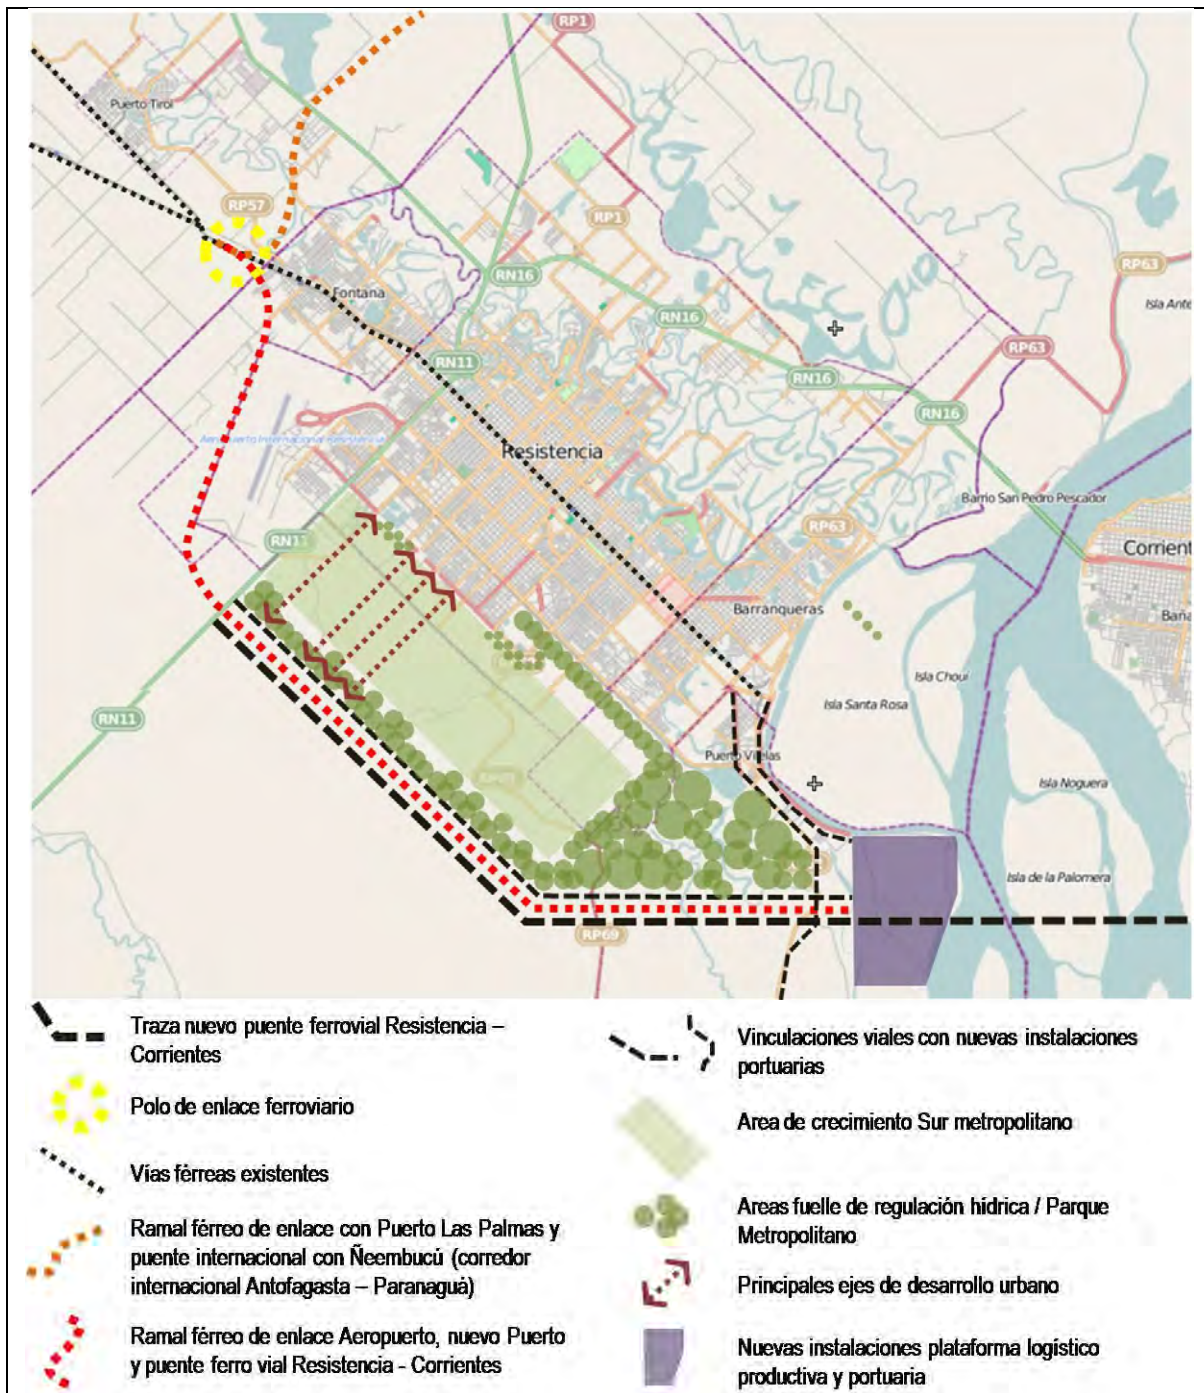 RP1
Puerto Tirol
RP57
RP1
RP63
Isla Ante
Fontana
RN16
RN16
RP63
RN11
RN16
RN16
Aeropuerto Internacional Resistencia
Resistencia
Barrio San Pedro Pescador
RP63
RN11
Corrient
Barranqueras
Baña
Isla Choui
Isla Santa Rosa
RN11
Puerto Vilelas
Isla Noguera
Isla de la Palomera
RP69
Traza nuevo puente ferrovial Resistencia –
Corrientes
Polo de enlace ferroviario
Vías férreas existentes
Ramal férreo de enlace con Puerto Las Palmas y
puente internacional con Ñeembucú (corredor
internacional Antofagasta – Paranaguá)
Ramal férreo de enlace Aeropuerto, nuevo Puerto
y puente ferro vial Resistencia - Corrientes
Vinculaciones viales con nuevas instalaciones
portuarias
Area de crecimiento Sur metropolitano
Areas fuelle de regulación hídrica / Parque
Metropolitano
Principales ejes de desarrollo urbano
Nuevas instalaciones plataforma logístico
productiva y portuaria